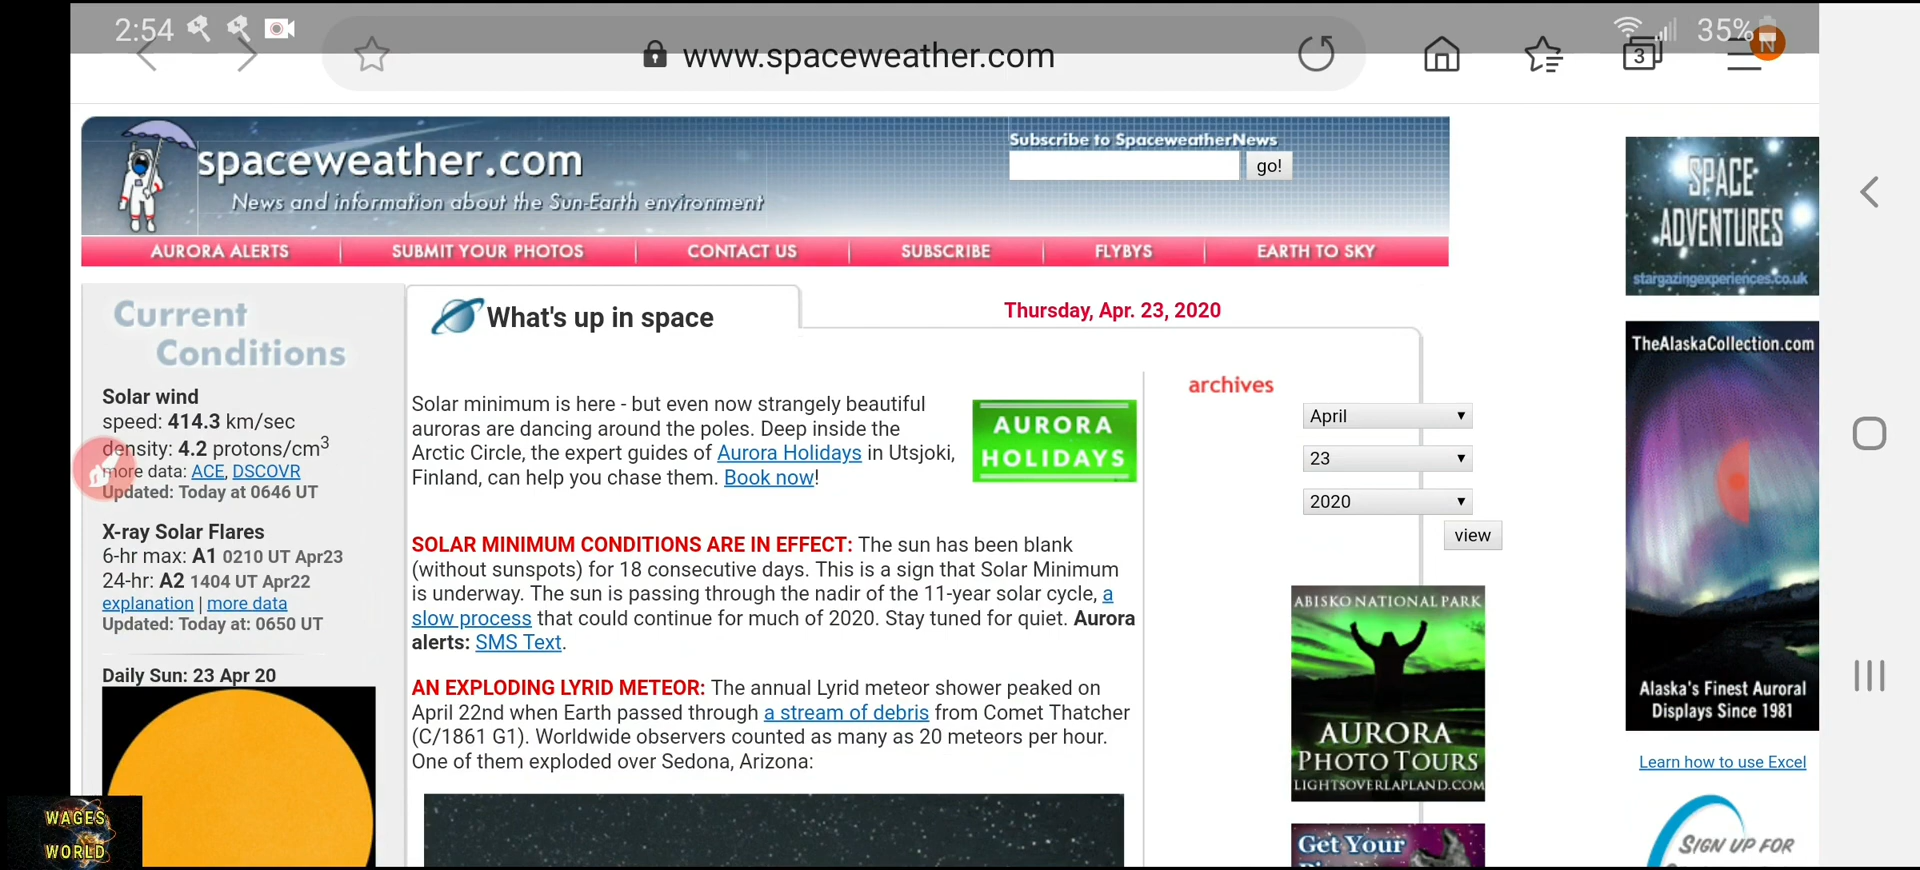 2:54
35%
www.spaceweather.com
3
N
spaceweather.com
News and information about the Sun-Earth environment
Subscribe to SpaceweatherNews
go!
AURORA ALERTS
SUBMIT YOUR PHOTOS
CONTACT US
SUBSCRIBE
FLYBYS
EARTH TO SKY
Current
Conditions
Solar wind
speed: 414.3 km/sec
density: 4.2 protons/cm3
more data: ACE, DSCOVR
Updated: Today at 0646 UT
X-ray Solar Flares
6-hr max: A1 0210 UT Apr23
24-hr: A2 1404 UT Apr22
explanation | more data
Updated: Today at: 0650 UT
Daily Sun: 23 Apr 20
WAGES
WORLD
What's up in space
Thursday, Apr. 23, 2020
Solar minimum is here - but even now strangely beautiful
auroras are dancing around the poles. Deep inside the
Arctic Circle, the expert guides of Aurora Holidays in Utsjoki,
Finland, can help you chase them. Book now!
AURORA
HOLIDAYS
SOLAR MINIMUM CONDITIONS ARE IN EFFECT: The sun has been blank
(without sunspots) for 18 consecutive days. This is a sign that Solar Minimum
is underway. The sun is passing through the nadir of the 11-year solar cycle, a
slow process that could continue for much of 2020. Stay tuned for quiet. Aurora
alerts: SMS Text.
AN EXPLODING LYRID METEOR: The annual Lyrid meteor shower peaked on
April 22nd when Earth passed through a stream of debris from Comet Thatcher
(C/1861 G1). Worldwide observers counted as many as 20 meteors per hour.
One of them exploded over Sedona, Arizona:
archives
April
23
2020
view
ABISKO NATIONAL PARK
AURORA
PHOTO TOURS
LIGHTSOVERLAPLAND.COM
Get Your
SPACE
ADVENTURES
stargazingexperiences.co.uk
TheAlaskaCollection.com
Alaska's Finest Auroral
Displays Since 1981
Learn how to use Excel
SIGN UP FOR